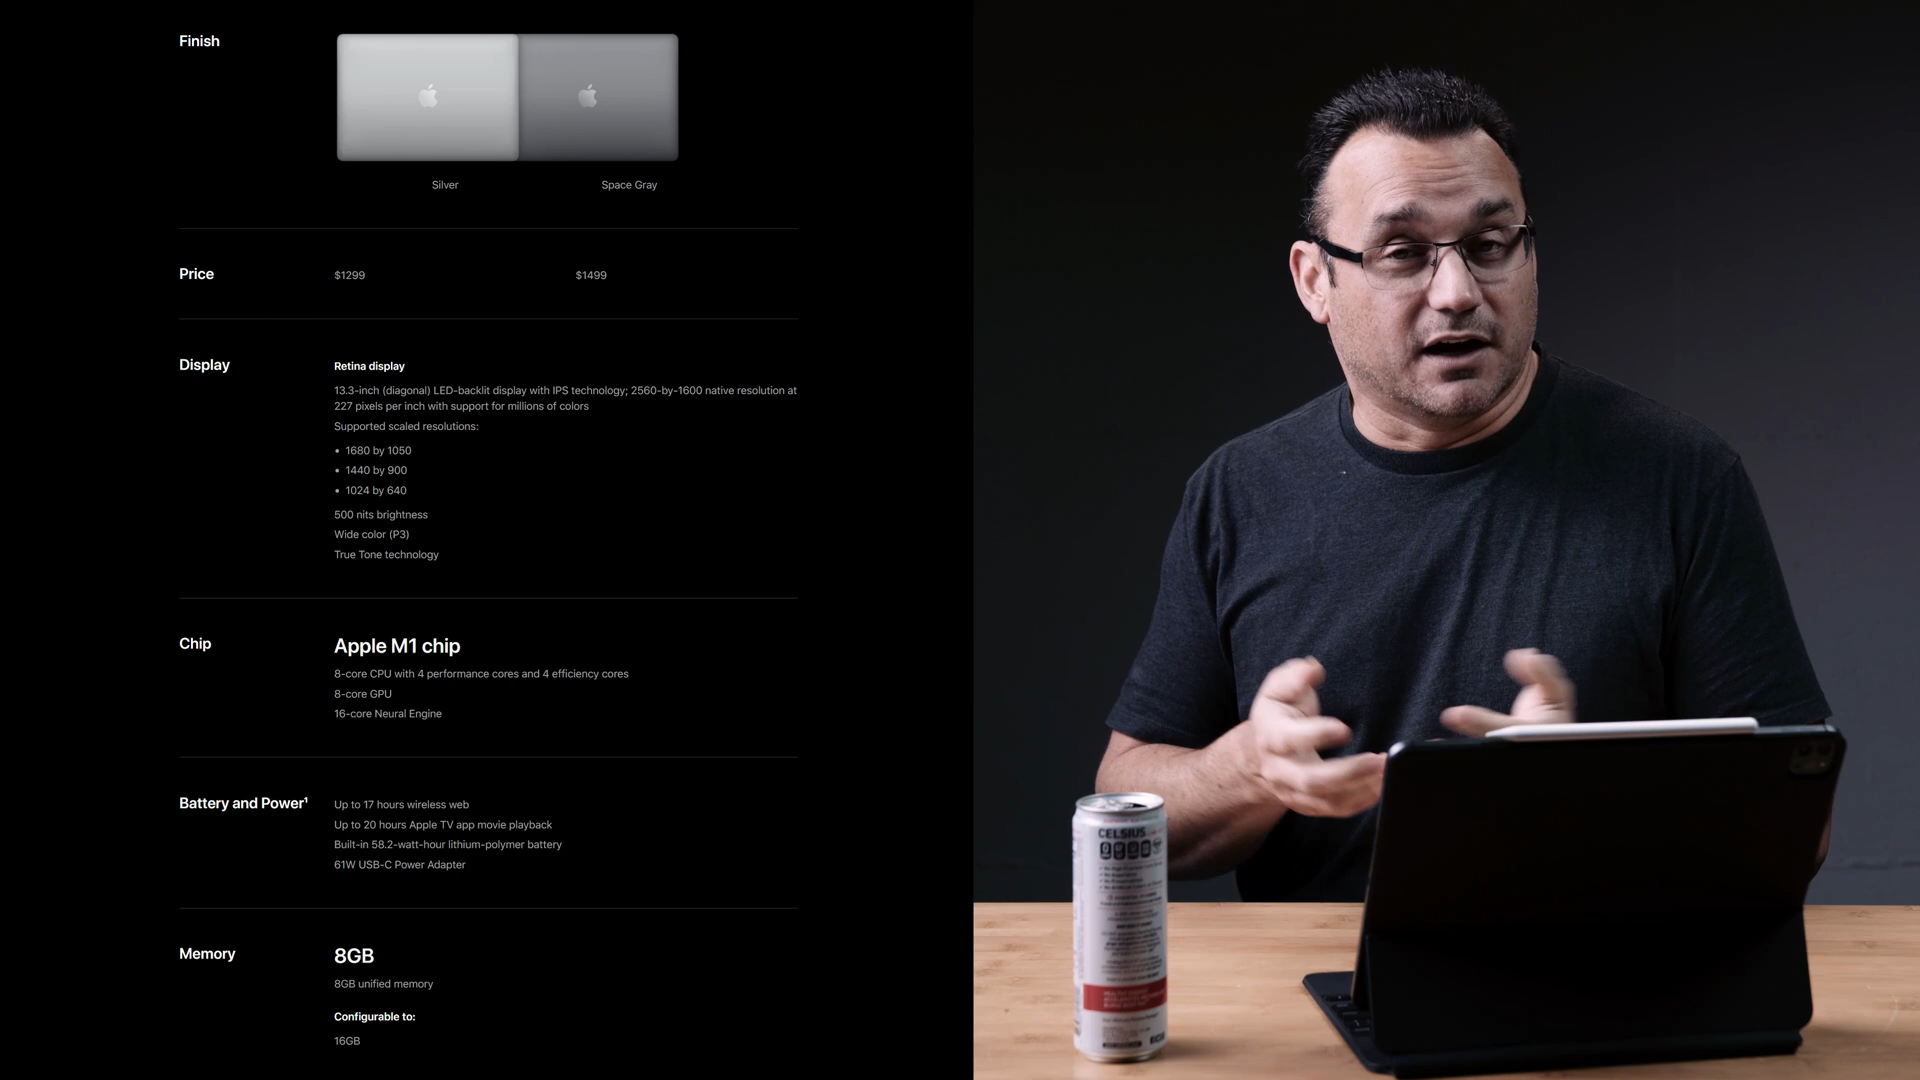 Finish
Silver
Space Gray
Price
$1299
$1499
Display
Retina display
13.3-inch (diagonal) LED-backlit display with IPS technology; 2560-by-1600 native resolution at
227 pixels per inch with support for millions of colors
Supported scaled resolutions:
• 1680 by 1050
• 1440 by 900
• 1024 by 640
500 nits brightness
Wide color (P3)
True Tone technology
Chip
Apple M1 chip
8-core CPU with 4 performance cores and 4 efficiency cores
8-core GPU
16-core Neural Engine
Battery and Power¹
Up to 17 hours wireless web
Up to 20 hours Apple TV app movie playback
Built-in 58.2-watt-hour lithium-polymer battery
61W USB-C Power Adapter
Memory
8GB
8GB unified memory
Configurable to:
16GB
CELSIUS